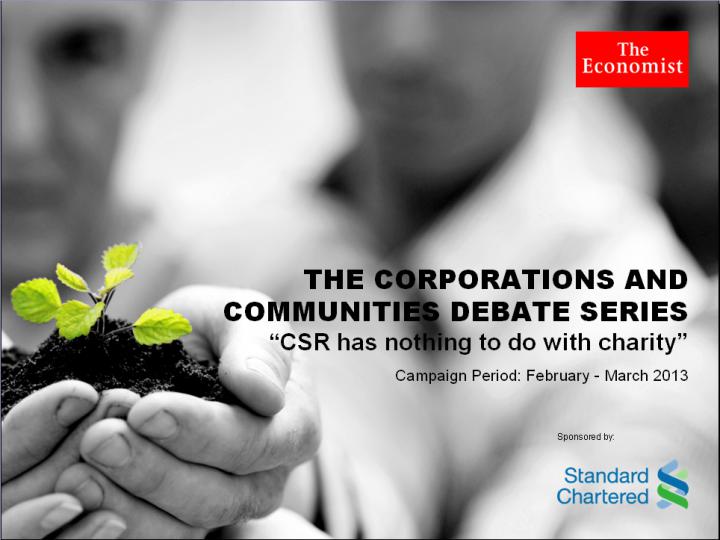 The
Economist
THE CORPORATIONS AND
COMMUNITIES DEBATE SERIES
“CSR has nothing to do with charity”
Campaign Period: February - March 2013
Sponsored by:
Standard
Chartered